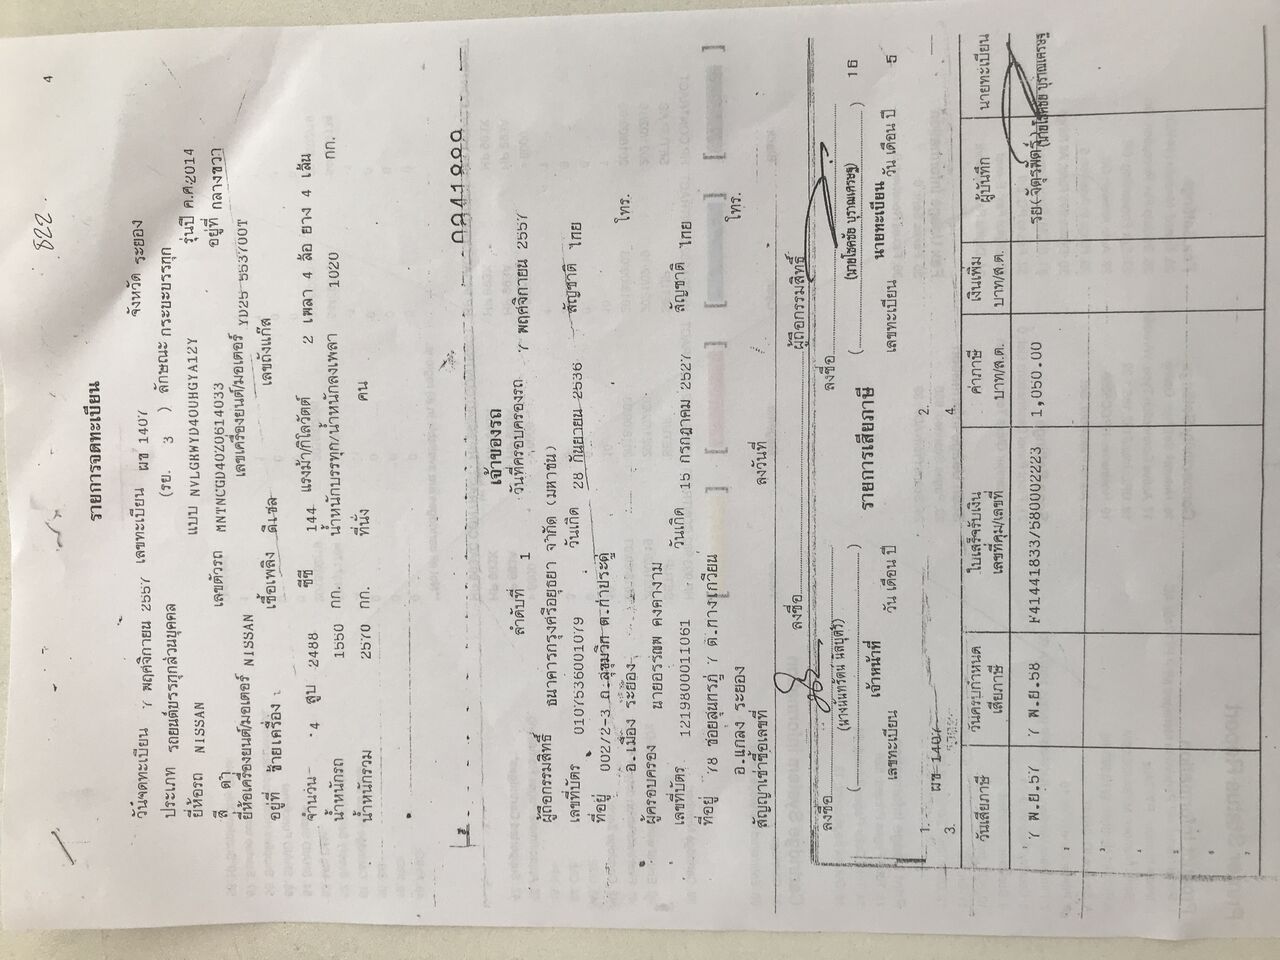 4
822
รายการจดทะเบียน
วันจดทะเบียน 7 พฤศจิกายน 2557 เลขทะเบียน ผช 1407 จังหวัด ระยอง
ประเภท รถยนต์บรรทุกส่วนบุคคล (รย. 3 ) ลักษณะ กระบะบรรทุก
ยี่ห้อรถ NISSAN แบบ NVLGRWYD40UHGYA12Y รุ่นปี ค.ศ. 2014
สี ดำ เลขตัวรถ MNTNCGD40Z0614033 อยู่ที่ กลางขวา
ยี่ห้อเครื่องยนต์/มอเตอร์ NISSAN เลขเครื่องยนต์/มอเตอร์ YD25 553700T
อยู่ที่ ซ้ายเครื่อง เชื้อเพลิง ดีเซล เลขถังแก๊ส
จำนวน 4 สูบ 2488 ซีซี 144 แรงม้า/กิโลวัตต์ 2 เพลา 4 ล้อ ยาง 4 เส้น
น้ำหนักรถ 1550 กก. น้ำหนักบรรทุก/น้ำหนักลงเพลา 1020 กก.
น้ำหนักรวม 2570 กก. ที่นั่ง คน
เจ้าของรถ
ลำดับที่ 1 วันที่ครอบครองรถ 7 พฤศจิกายน 2557
ผู้ถือกรรมสิทธิ์ ธนาคารกรุงศรีอยุธยา จำกัด (มหาชน)
เลขที่บัตร 0107536001079 วันเกิด 28 กันยายน 2536 สัญชาติ ไทย
ที่อยู่ 002/2-3 ถ.สุขุมวิท ต.ท่าประดู่
อ.เมือง ระยอง โทร.
ผู้ครอบครอง นายอรรณพ คงคางาม
เลขที่บัตร 1219800011061 วันเกิด 15 กรกฎาคม 2527 สัญชาติ ไทย
ที่อยู่ 78 ซอยสุนทรภู่ 7 ต.ทางเกวียน
อ.แกลง ระยอง โทร.
สัญญาเช่าซื้อเลขที่ ลงวันที่
ลงชื่อ ลงชื่อ ผู้ถือกรรมสิทธิ์
ลงชื่อ
( ) ( ) 16
เจ้าหน้าที่ (นายโชคชัย บุราณเศรษฐ) นายทะเบียน
เลขทะเบียน วัน เดือน ปี เลขทะเบียน วัน เดือน ปี 5
รายการเสียภาษี
1. ผช 1407 2.
3. 4.
วันเสียภาษี วันครบกำหนดเสียภาษี ใบเสร็จรับเงิน เลขที่คุม/เลขที่ ค่าภาษี บาท/ส.ต. เงินเพิ่ม บาท/ส.ต. ผู้บันทึก นายทะเบียน
7 พ.ย.57 7 พ.ย.58 F41441833/580002223 1,050.00
(นายโชคชัย บุราณเศรษฐ)